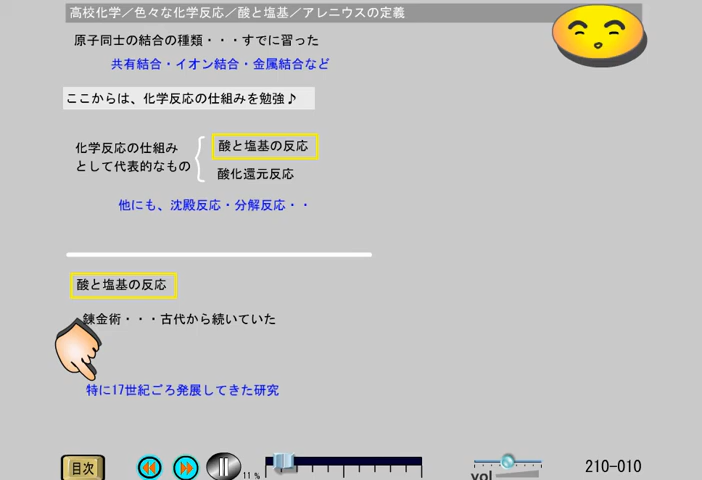 高校化学／色々な化学反応／酸と塩基／アレニウスの定義
原子同士の結合の種類・・・すでに習った
共有結合・イオン結合・金属結合など
ここからは、化学反応の仕組みを勉強♪
化学反応の仕組み
として代表的なもの
酸と塩基の反応
酸化還元反応
他にも、沈殿反応・分解反応・・
酸と塩基の反応
錬金術・・・古代から続いていた
特に17世紀ごろ発展してきた研究
目次
11%
vol
210-010